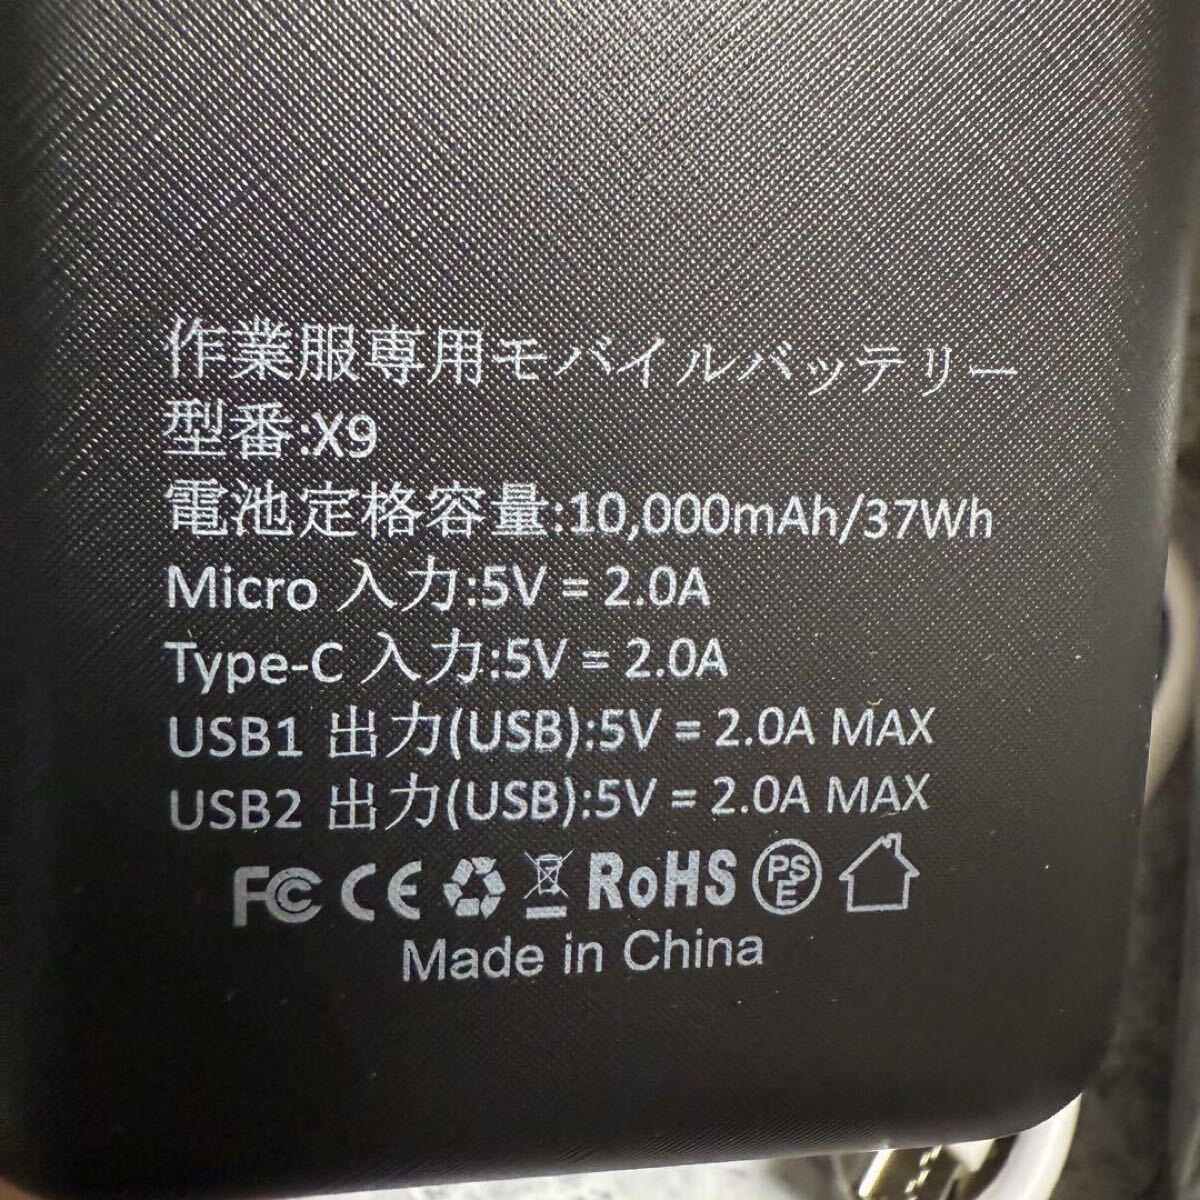 作業服専用モバイルバッテリー
型番:X9
電池定格容量:10,000mAh/37Wh
Micro 入力:5V = 2.0A
Type-C 入力:5V = 2.0A
USB1 出力(USB):5V = 2.0A MAX
USB2 出力(USB):5V = 2.0A MAX
FC CE RoHS PSE
Made in China